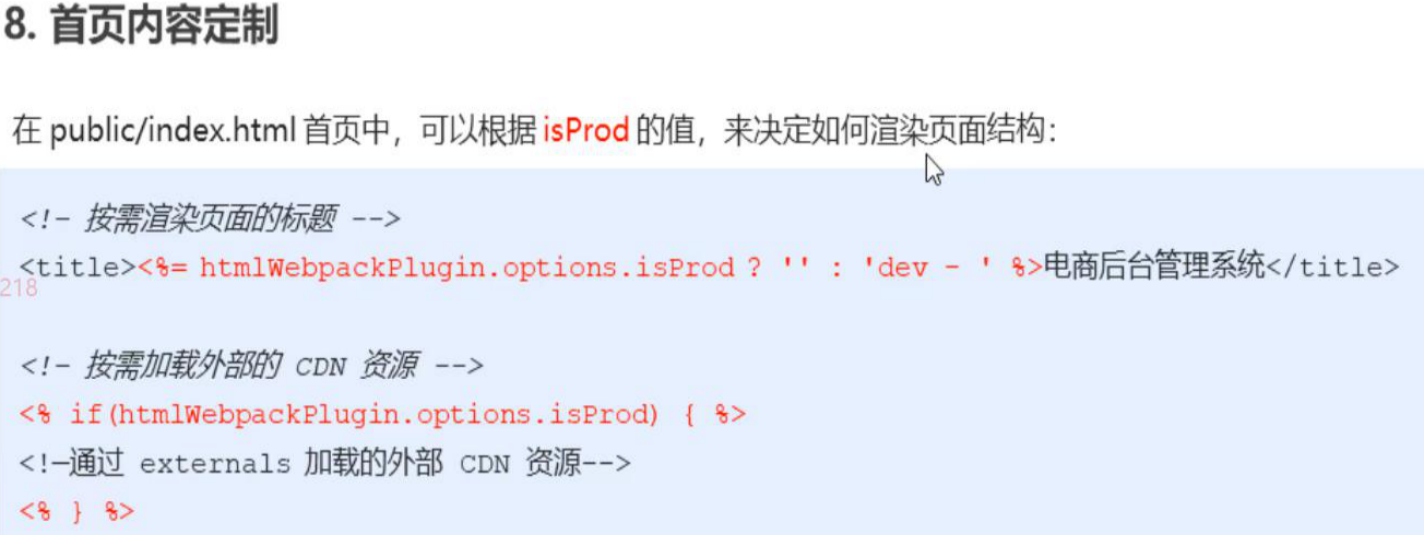 8. 首页内容定制
在 public/index.html 首页中，可以根据 isProd 的值，来决定如何渲染页面结构：
<!– 按需渲染页面的标题 -->
<title><%= htmlWebpackPlugin.options.isProd ? '' : 'dev - ' %>电商后台管理系统</title>
218
<!– 按需加载外部的 CDN 资源 -->
<% if(htmlWebpackPlugin.options.isProd) { %>
<!—通过 externals 加载的外部 CDN 资源-->
<% } %>